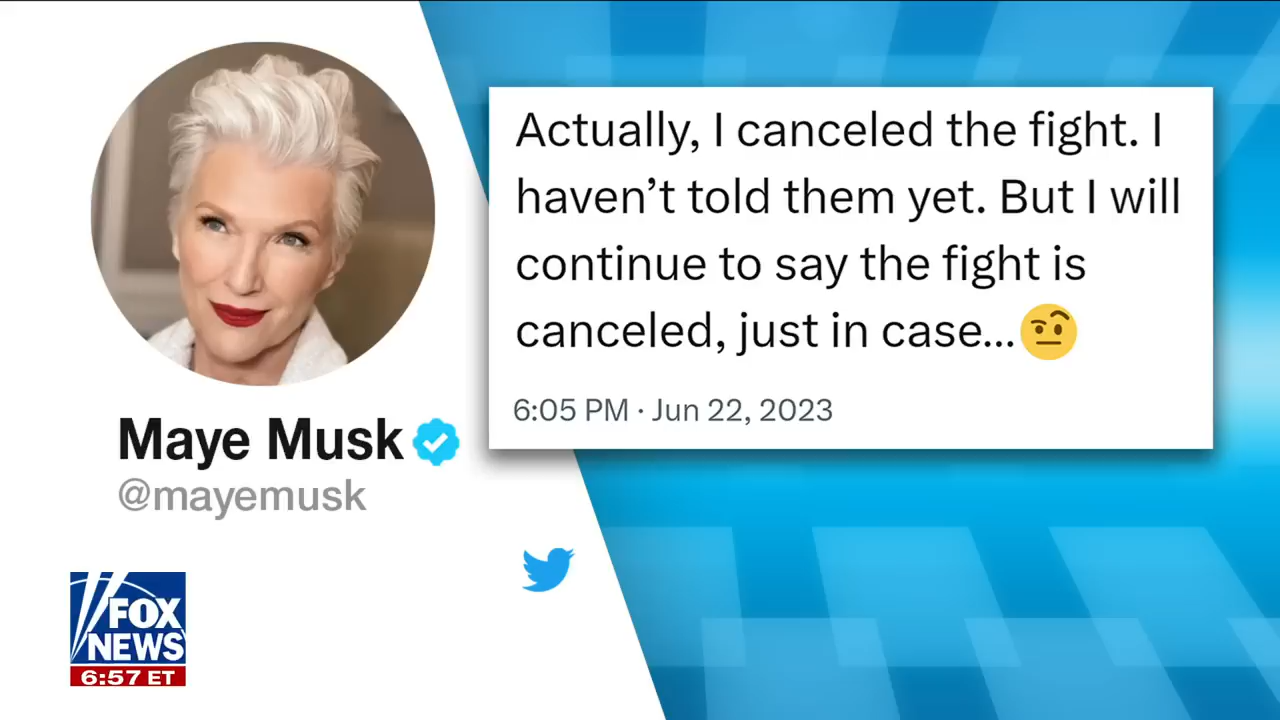 Actually, I canceled the fight. I
haven’t told them yet. But I will
continue to say the fight is
canceled, just in case...🤨
6:05 PM · Jun 22, 2023
Maye Musk
@mayemusk
FOX
NEWS
6:57 ET